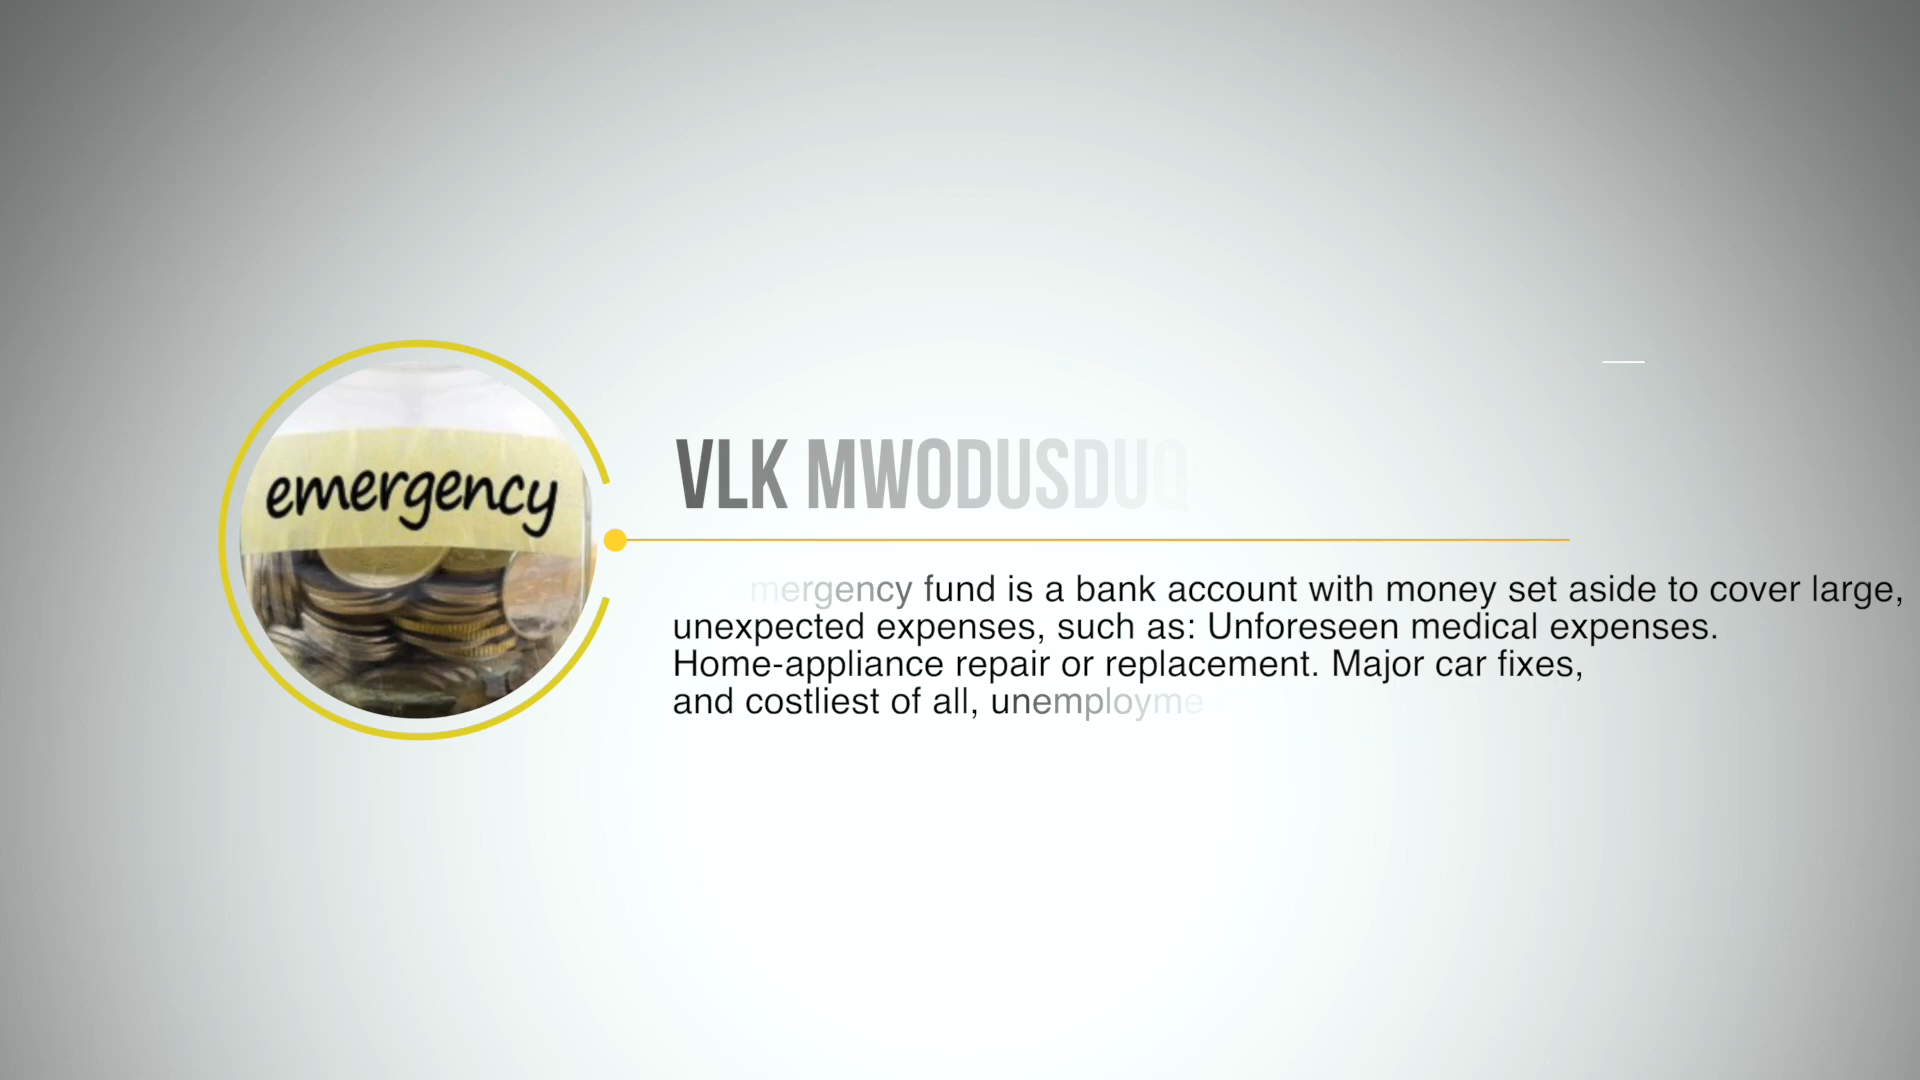 emergency
VLK MWODUSDUQ
mergency fund is a bank account with money set aside to cover large,
unexpected expenses, such as: Unforeseen medical expenses.
Home-appliance repair or replacement. Major car fixes,
and costliest of all, unemployme